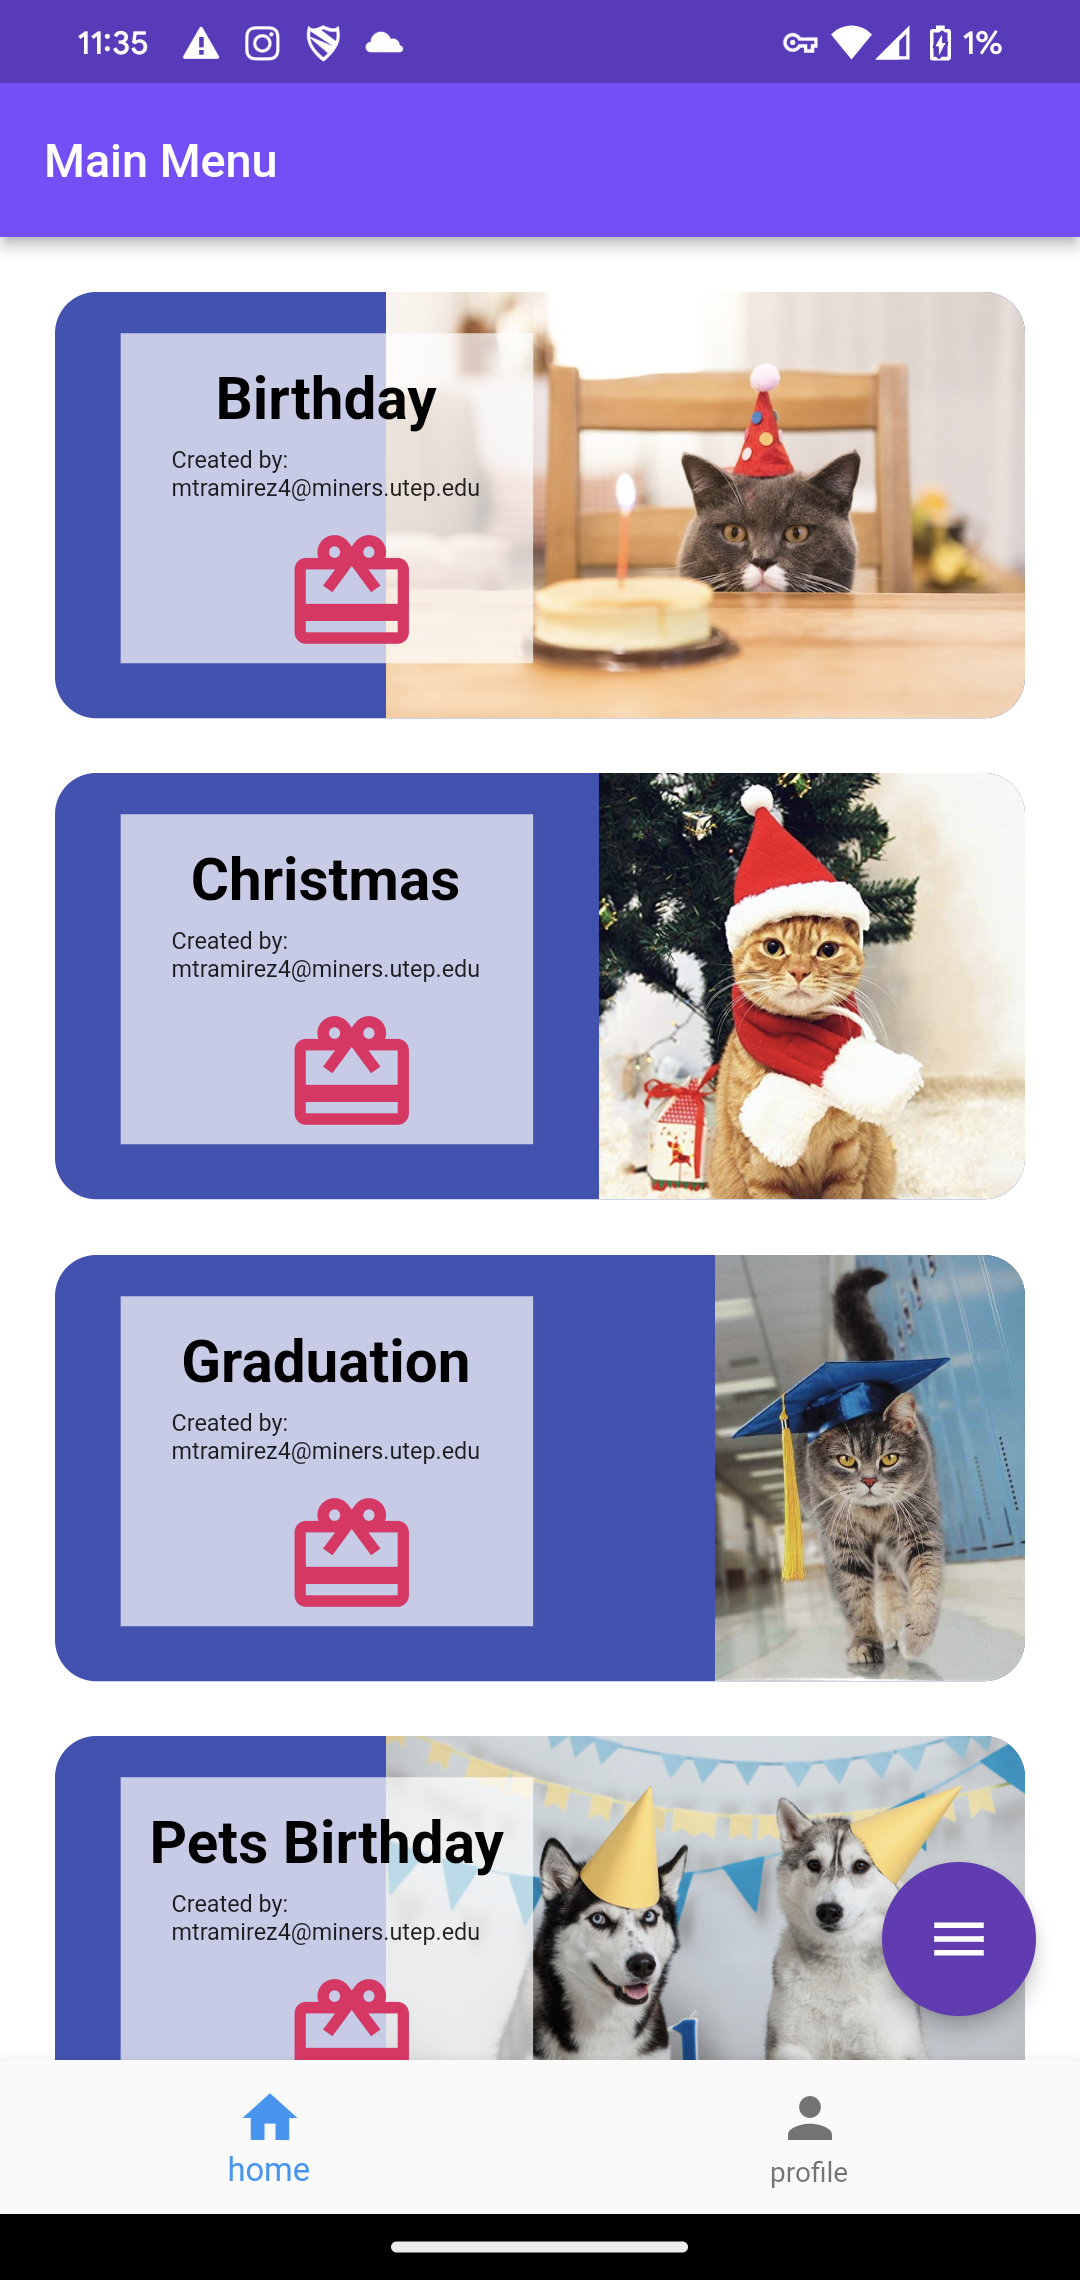 11:35
1%
Main Menu
Birthday
Created by:
mtramirez4@miners.utep.edu
Christmas
Created by:
mtramirez4@miners.utep.edu
Graduation
Created by:
mtramirez4@miners.utep.edu
Pets Birthday
Created by:
mtramirez4@miners.utep.edu
1
home
profile